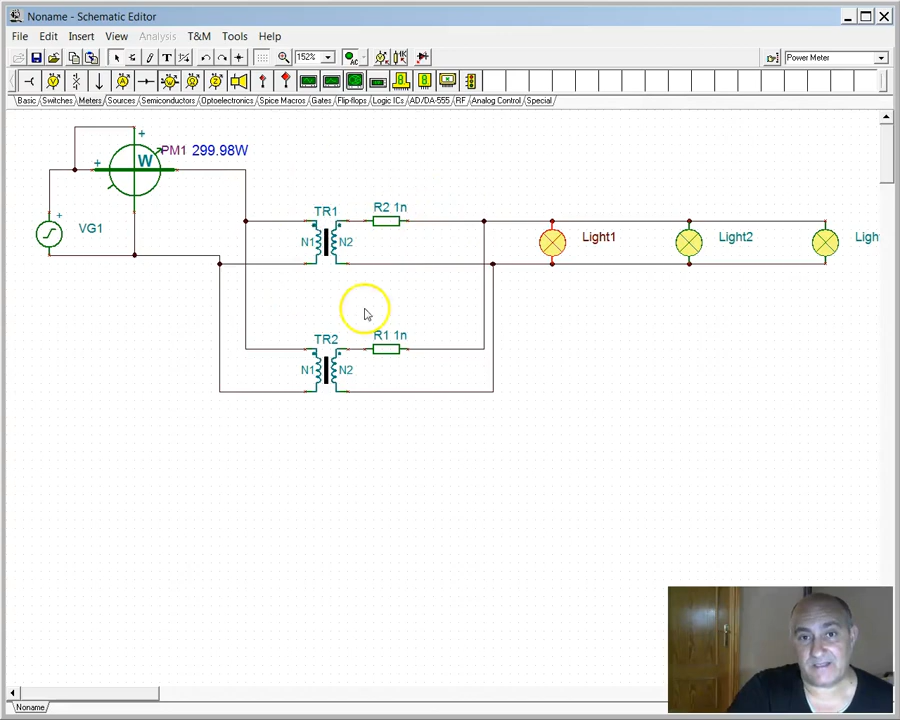 Noname - Schematic Editor
File Edit Insert View Analysis T&M Tools Help
T 152% AC 1K Power Meter
V A V W Ω Z
Basic Switches Meters Sources Semiconductors Optoelectronics Spice Macros Gates Flip-flops Logic ICs AD/DA-555 RF Analog Control Special
+
+ W PM1 299.98W
TR1 R2 1n
+
VG1 N1 N2 Light1 Light2 Ligh
TR2 R1 1n
N1 N2
Noname